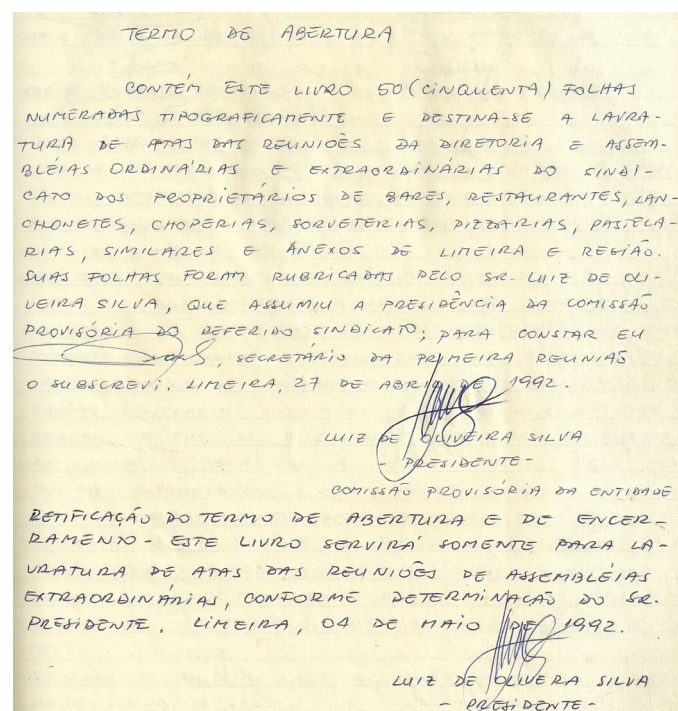 TERMO DE ABERTURA
CONTÉM ESTE LIVRO 50 (CINQUENTA) FOLHAS
NUMERADAS TIPOGRAFICAMENTE E DESTINA-SE A LAVRA-
TURA DE ATAS DAS REUNIÕES DA DIRETORIA E ASSEM-
BLÉIAS ORDINÁRIAS E EXTRAORDINÁRIAS DO SINDI-
CATO DOS PROPRIETÁRIOS DE BARES, RESTAURANTES, LAN-
CHONETES, CHOPERIAS, SORVETERIAS, PIZZARIAS, PASTELA-
RIAS, SIMILARES E ANEXOS DE LIMEIRA E REGIÃO.
SUAS FOLHAS FORAM RUBRICADAS PELO SR. LUIZ DE OLI-
VEIRA SILVA, QUE ASSUMIU A PRESIDÊNCIA DA COMISSÃO
PROVISÓRIA DO REFERIDO SINDICATO; PARA CONSTAR EU
, SECRETÁRIO DA PRIMEIRA REUNIÃO
O SUBSCREVI. LIMEIRA, 27 DE ABRIL DE 1992.
LUIZ DE OLIVEIRA SILVA
- PRESIDENTE -
COMISSÃO PROVISÓRIA DA ENTIDADE
RETIFICAÇÃO DO TERMO DE ABERTURA E DE ENCER-
RAMENTO - ESTE LIVRO SERVIRÁ SOMENTE PARA LA-
VRATURA DE ATAS DAS REUNIÕES DE ASSEMBLÉIAS
EXTRAORDINÁRIAS, CONFORME DETERMINAÇÃO DO SR.
PRESIDENTE. LIMEIRA, 04 DE MAIO DE 1992.
LUIZ DE OLIVEIRA SILVA
- PRESIDENTE -